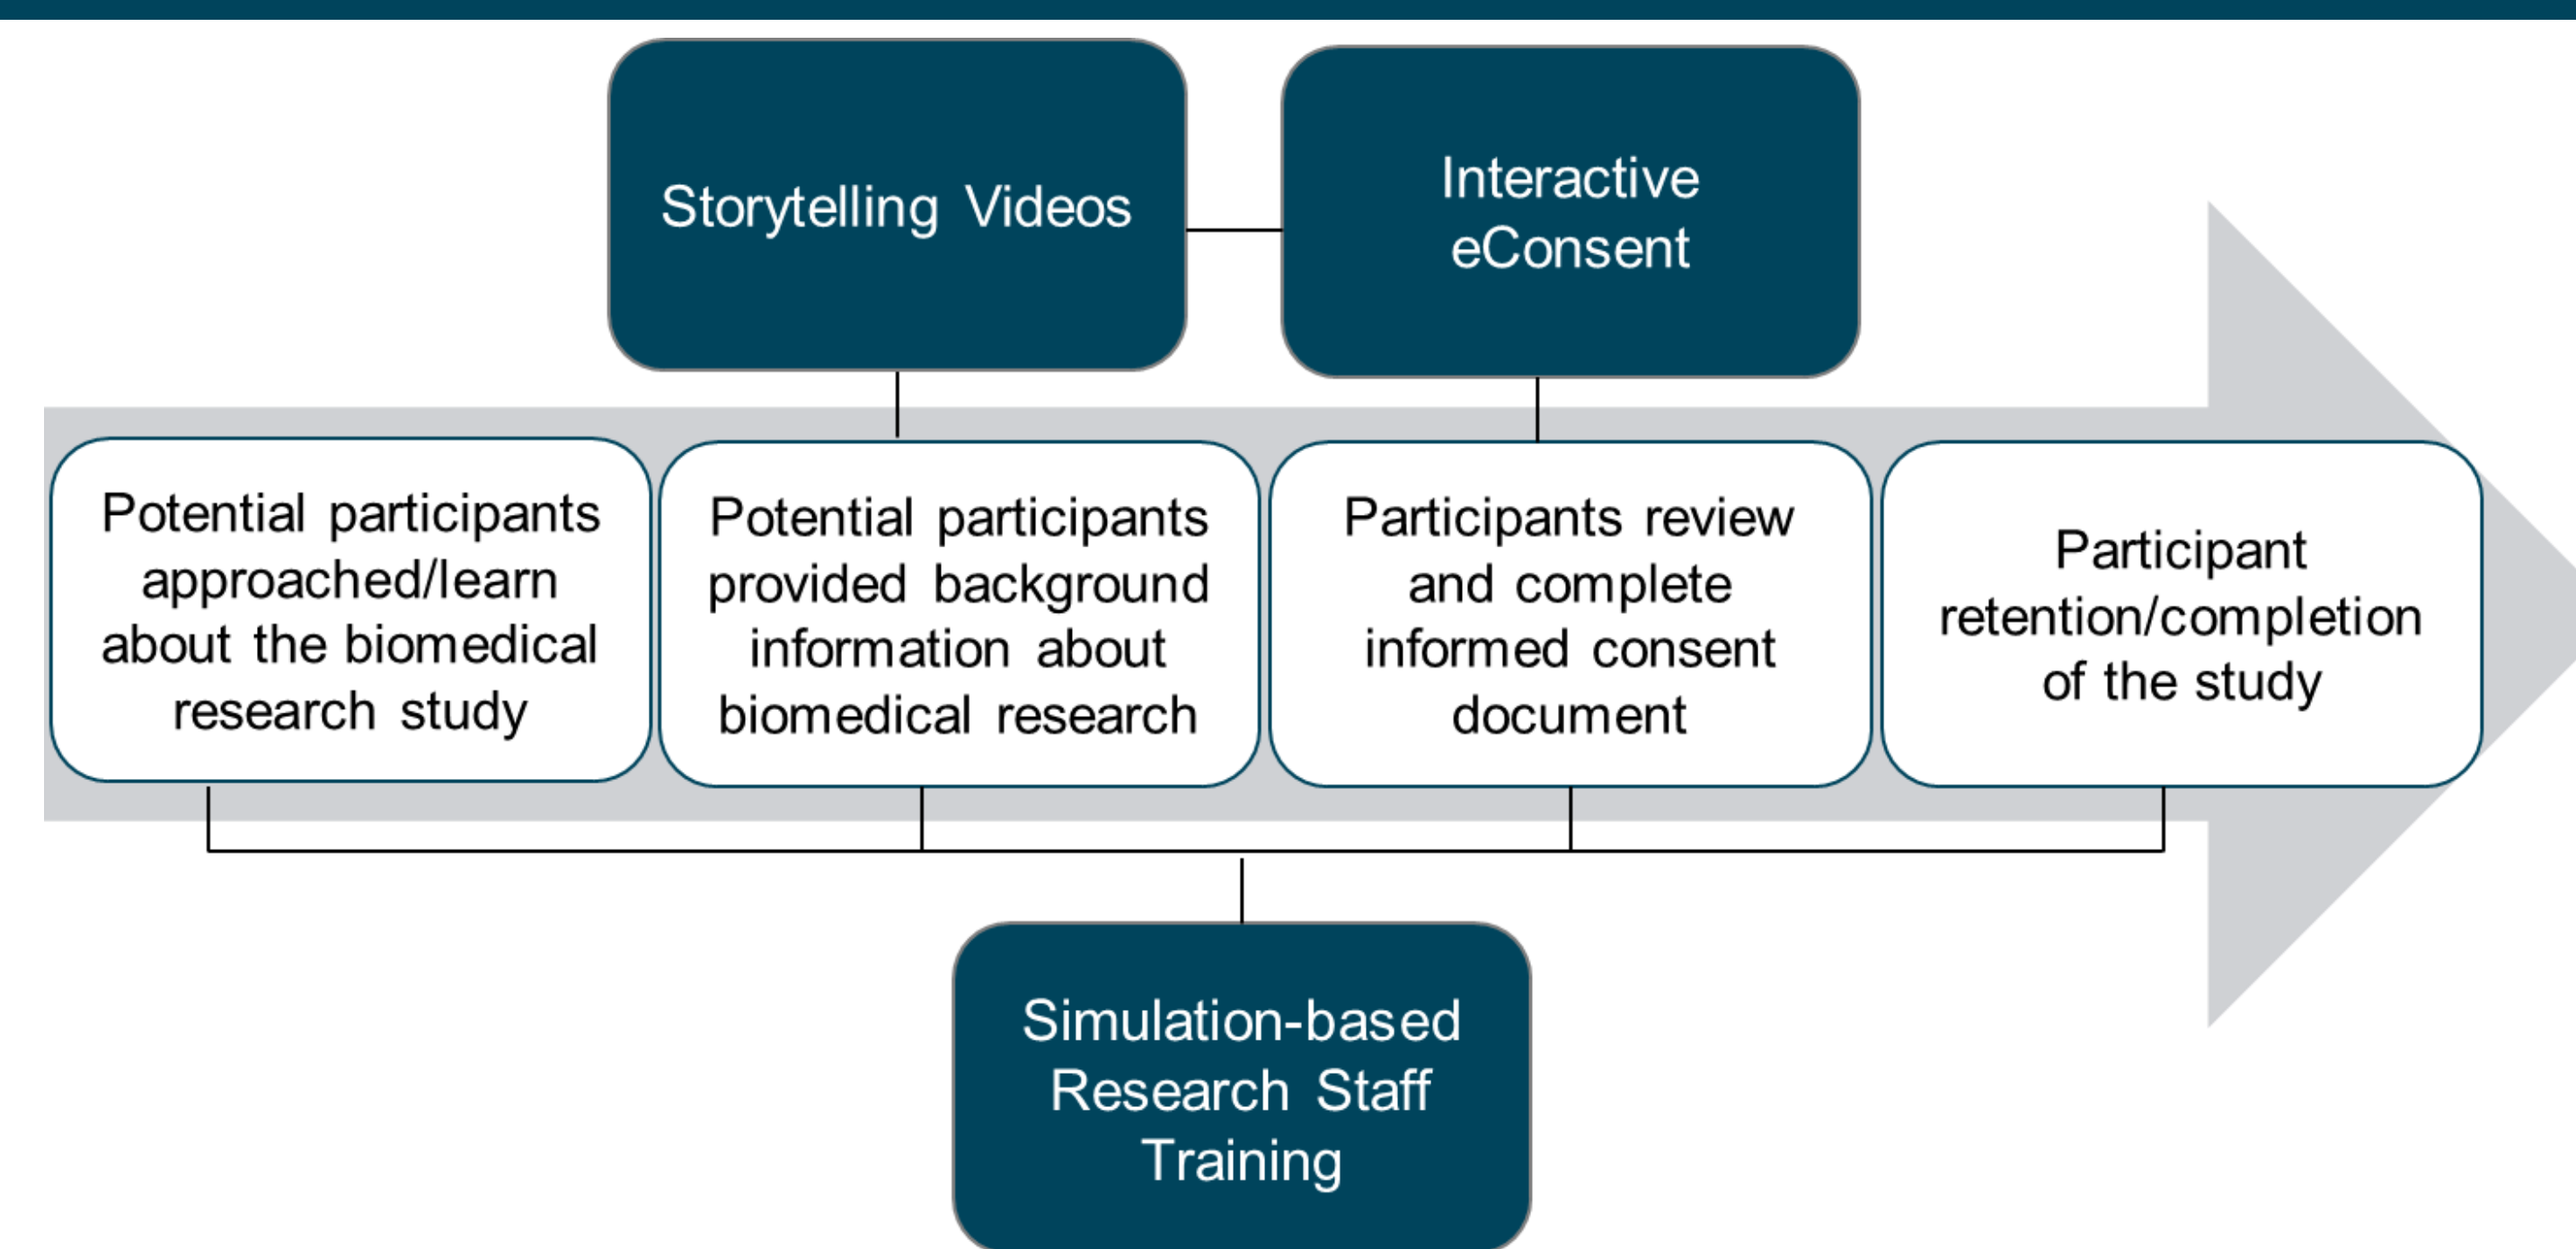 Storytelling Videos
Interactive
eConsent
Potential participants
approached/learn
about the biomedical
research study
Potential participants
provided background
information about
biomedical research
Participants review
and complete
informed consent
document
Participant
retention/completion
of the study
Simulation-based
Research Staff
Training